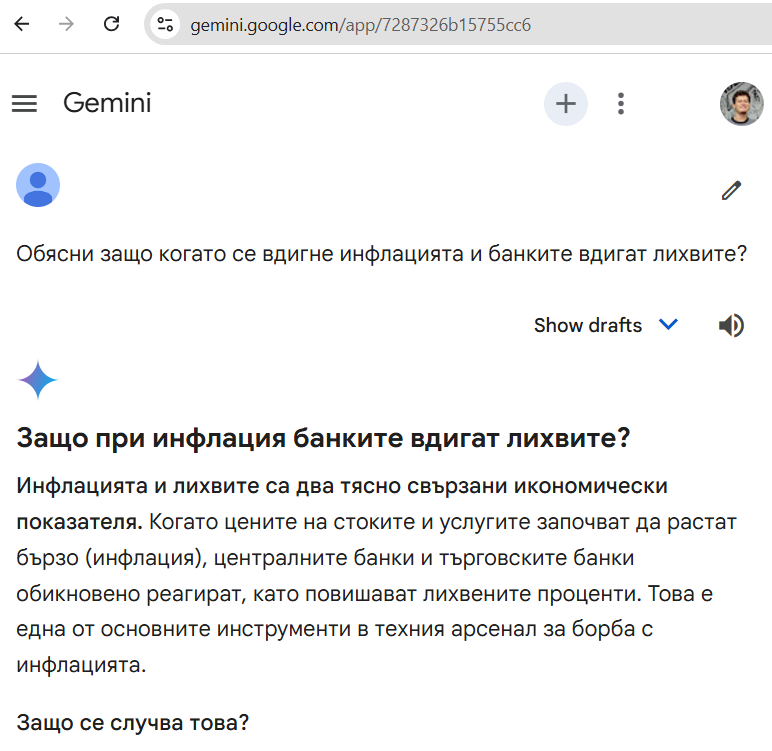 gemini.google.com/app/7287326b15755cc6
Gemini
Обясни защо когато се вдигне инфлацията и банките вдигат лихвите?
Show drafts
Защо при инфлация банките вдигат лихвите?
Инфлацията и лихвите са два тясно свързани икономически
показателя. Когато цените на стоките и услугите започват да растат
бързо (инфлация), централните банки и търговските банки
обикновено реагират, като повишават лихвените проценти. Това е
една от основните инструменти в техния арсенал за борба с
инфлацията.
Защо се случва това?